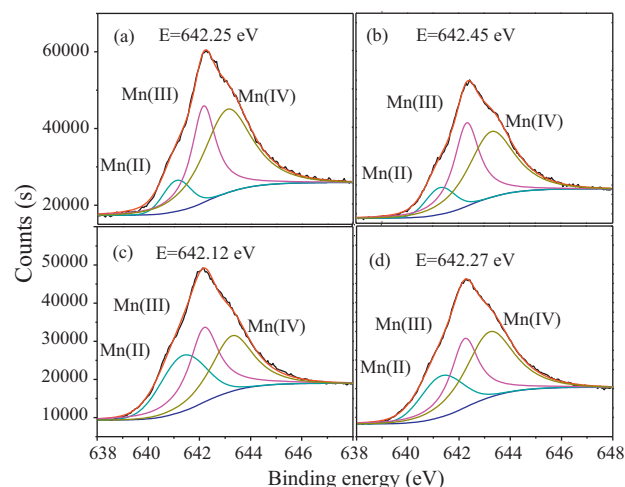 (a) E=642.25 eV
Mn(III)
Mn(IV)
Mn(II)
(b) E=642.45 eV
Mn(III)
Mn(IV)
Mn(II)
60000
40000
20000
(c) E=642.12 eV
Mn(III)
Mn(IV)
Mn(II)
(d) E=642.27 eV
Mn(III)
Mn(IV)
Mn(II)
50000
40000
30000
20000
10000
Counts (s)
638 640 642 644 646 638 640 642 644 646 648
Binding energy (eV)